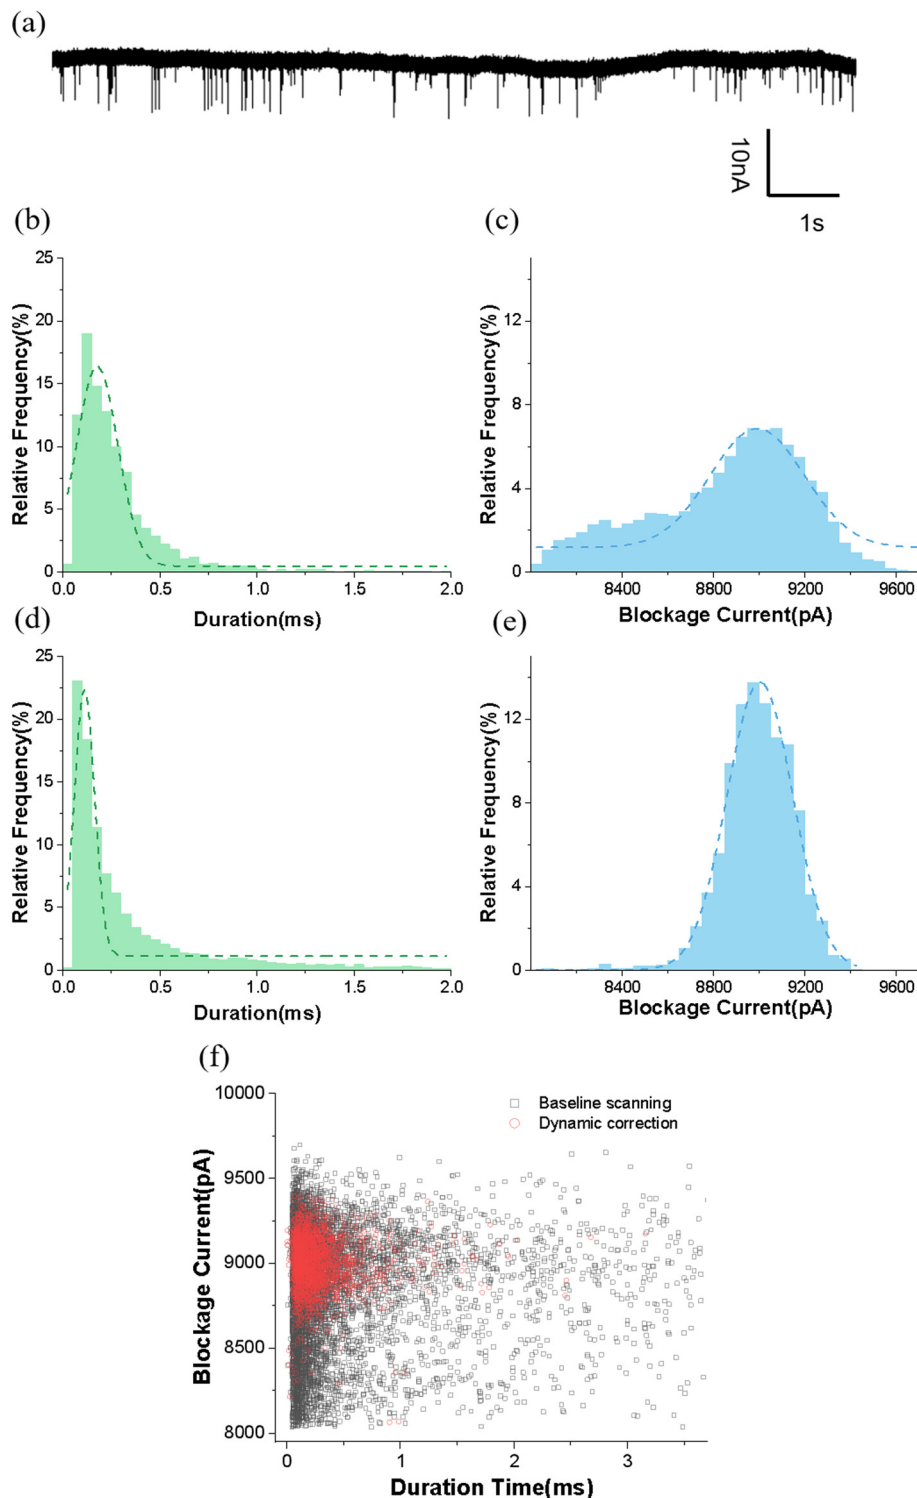 (a)
10nA
1s
(b)
25
20
15
10
5
0
0.0 0.5 1.0 1.5 2.0
Relative Frequency(%)
Duration(ms)
(c)
12
8
4
0
8400 8800 9200 9600
Relative Frequency(%)
Blockage Current(pA)
(d)
25
20
15
10
5
0
0.0 0.5 1.0 1.5 2.0
Relative Frequency(%)
Duration(ms)
(e)
12
8
4
0
8400 8800 9200 9600
Relative Frequency(%)
Blockage Current(pA)
(f)
10000
9500
9000
8500
8000
0 1 2 3
Blockage Current(pA)
Duration Time(ms)
Baseline scanning
Dynamic correction